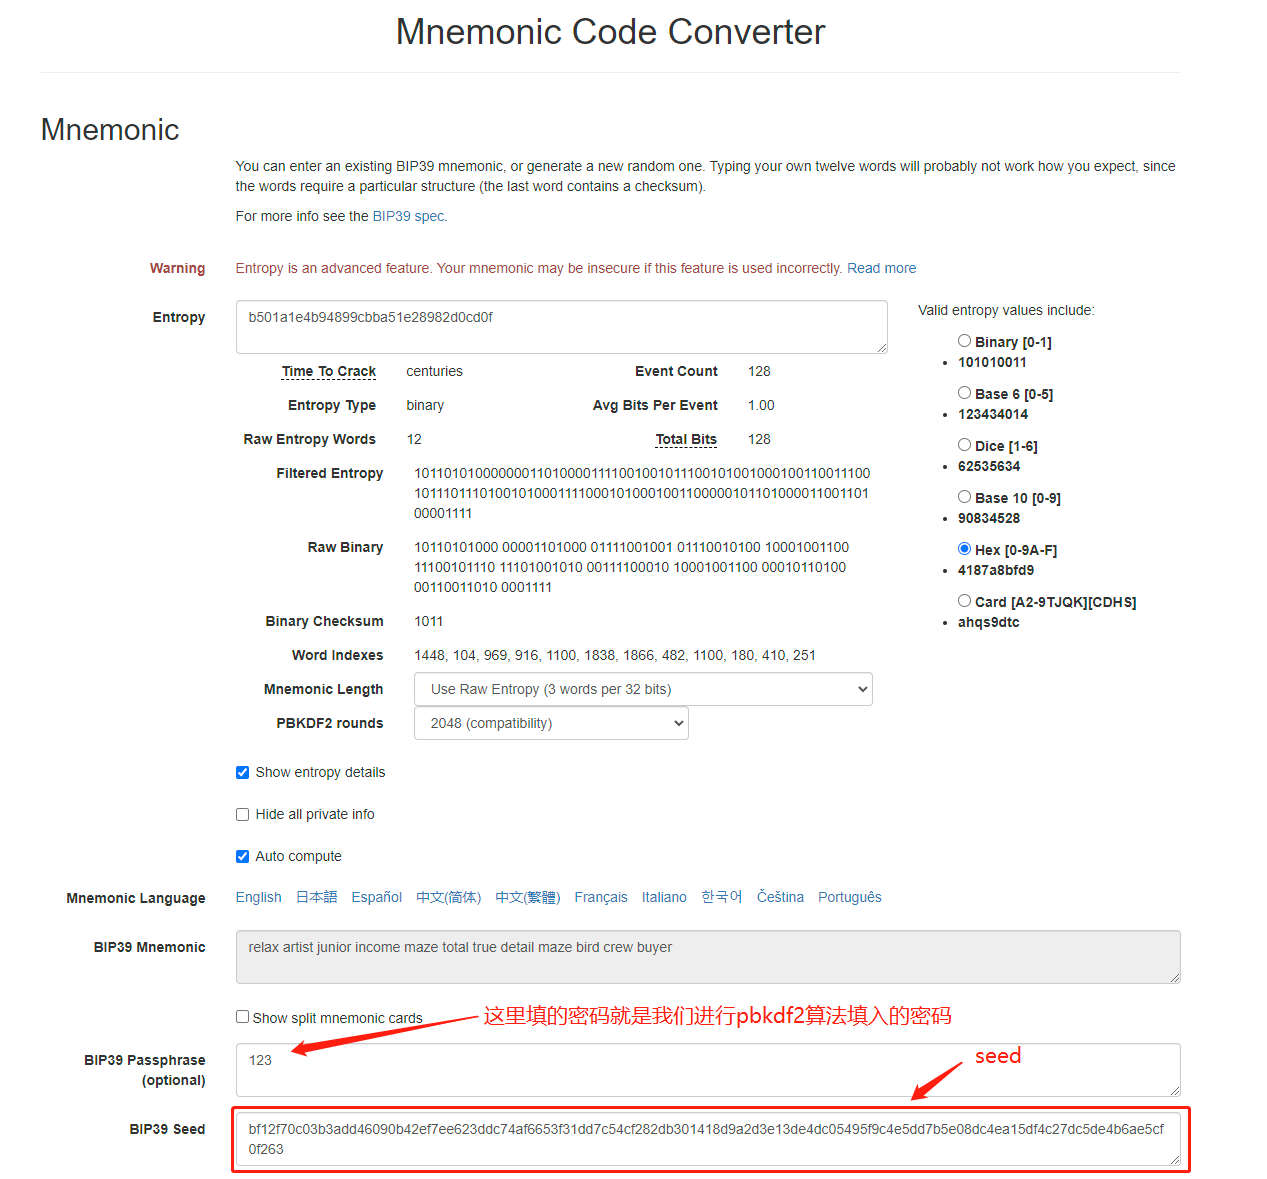 Mnemonic Code Converter
Mnemonic
You can enter an existing BIP39 mnemonic, or generate a new random one. Typing your own twelve words will probably not work how you expect, since
the words require a particular structure (the last word contains a checksum).
For more info see the BIP39 spec.
Warning Entropy is an advanced feature. Your mnemonic may be insecure if this feature is used incorrectly. Read more
Entropy b501a1e4b94899cbba51e28982d0cd0f
Time To Crack centuries Event Count 128
Entropy Type binary Avg Bits Per Event 1.00
Raw Entropy Words 12 Total Bits 128
Filtered Entropy 10110101000000011010000111100100101110010100100010011001110​0
10111011101001010001111000101000100110000010110100001100110​1
00001111
Raw Binary 10110101000 00001101000 01111001001 01110010100 10001001100
11100101110 11101001010 00111100010 10001001100 00010110100
00110011010 0001111
Binary Checksum 1011
Word Indexes 1448, 104, 969, 916, 1100, 1838, 1866, 482, 1100, 180, 410, 251
Mnemonic Length Use Raw Entropy (3 words per 32 bits)
PBKDF2 rounds 2048 (compatibility)
Valid entropy values include:
Binary [0-1]
• 101010011
Base 6 [0-5]
• 123434014
Dice [1-6]
• 62535634
Base 10 [0-9]
• 90834528
Hex [0-9A-F]
• 4187a8bfd9
Card [A2-9TJQK][CDHS]
• ahqs9dtc
Show entropy details
Hide all private info
Auto compute
Mnemonic Language English 日本語 Español 中文(简体) 中文(繁體) Français Italiano 한국어 Čeština Português
BIP39 Mnemonic relax artist junior income maze total true detail maze bird crew buyer
Show split mnemonic cards 这里填的密码就是我们进行pbkdf2算法填入的密码
BIP39 Passphrase 123
(optional)
seed
BIP39 Seed bf12f70c03b3add46090b42ef7ee623ddc74af6653f31dd7c54cf282db301418d9a2d3e13de4dc05495f9c4e5dd7b5e08dc4ea15df4c27dc5de4b6ae5cf
0f263